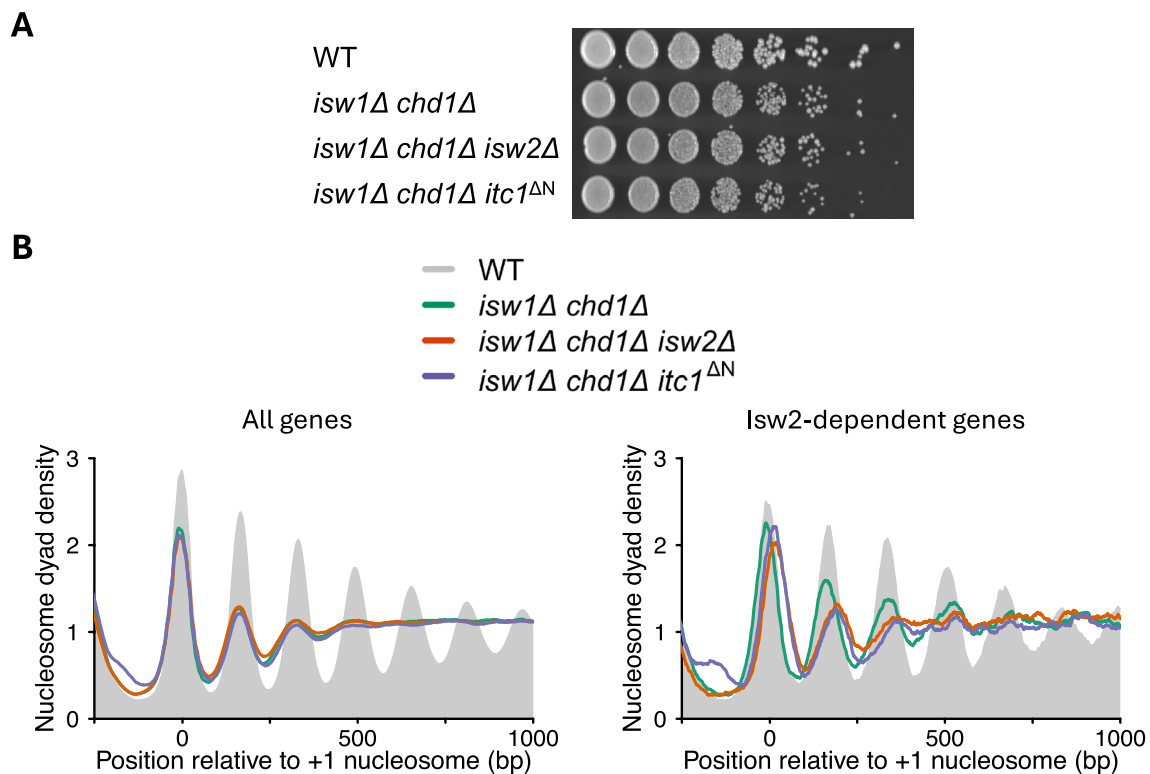 A
WT
isw1Δ chd1Δ
isw1Δ chd1Δ isw2Δ
isw1Δ chd1Δ itc1ΔN
B
WT
isw1Δ chd1Δ
isw1Δ chd1Δ isw2Δ
isw1Δ chd1Δ itc1 ΔN
All genes
Nucleosome dyad density
3
2
1
0
0 500 1000
Position relative to +1 nucleosome (bp)
Isw2-dependent genes
Nucleosome dyad density
3
2
1
0
0 500 1000
Position relative to +1 nucleosome (bp)